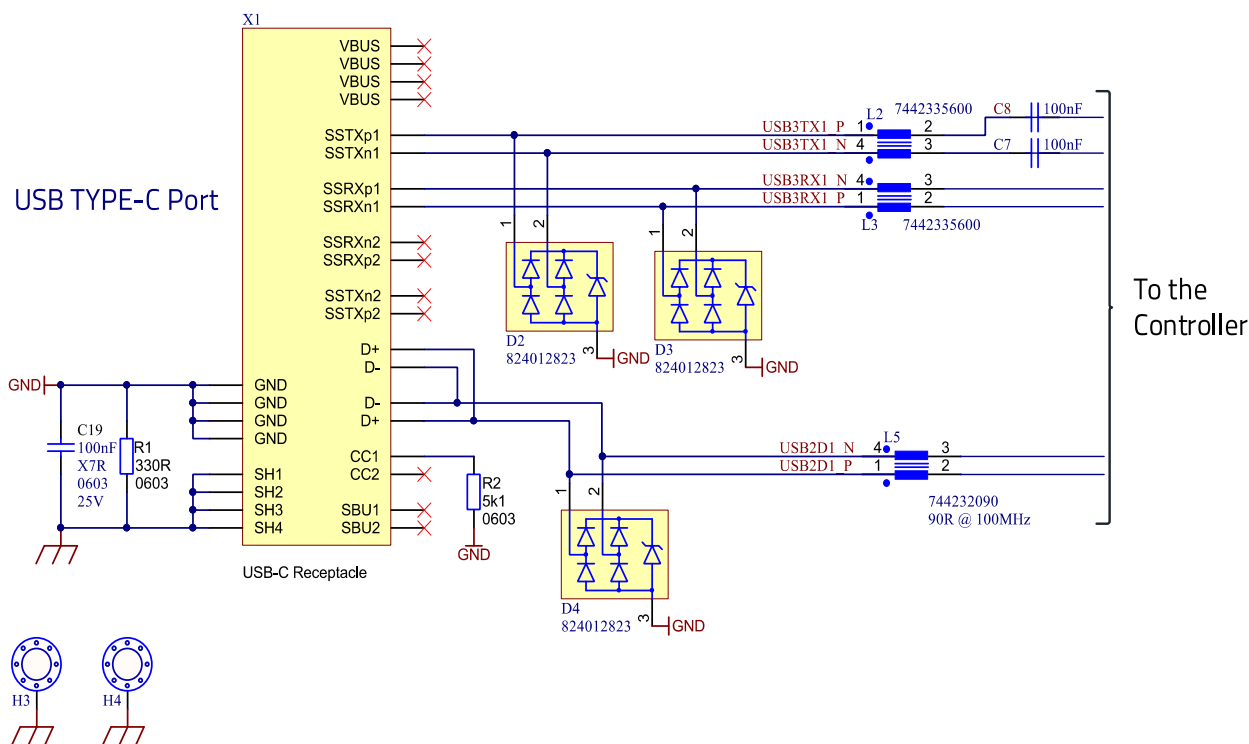 X1
VBUS
VBUS
VBUS
VBUS
SSTXp1
SSTXn1
SSRXp1
SSRXn1
SSRXn2
SSRXp2
SSTXn2
SSTXp2
D+
D-
D-
D+
CC1
CC2
SBU1
SBU2
GND
GND
GND
GND
SH1
SH2
SH3
SH4
USB-C Receptacle
USB TYPE-C Port
GND
C19
100nF
X7R
0603
25V
R1
330R
0603
R2
5k1
0603
GND
1
2
D2
824012823
3
GND
1
2
D3
824012823
3
GND
1
2
D4
824012823
3
GND
USB3TX1_P
USB3TX1_N
1
4
L2
7442335600
2
3
C8
100nF
C7
100nF
USB3RX1_N
USB3RX1_P
4
1
3
2
L3
7442335600
USB2D1_N
USB2D1_P
4
1
L5
3
2
744232090
90R @ 100MHz
To the
Controller
H3
H4